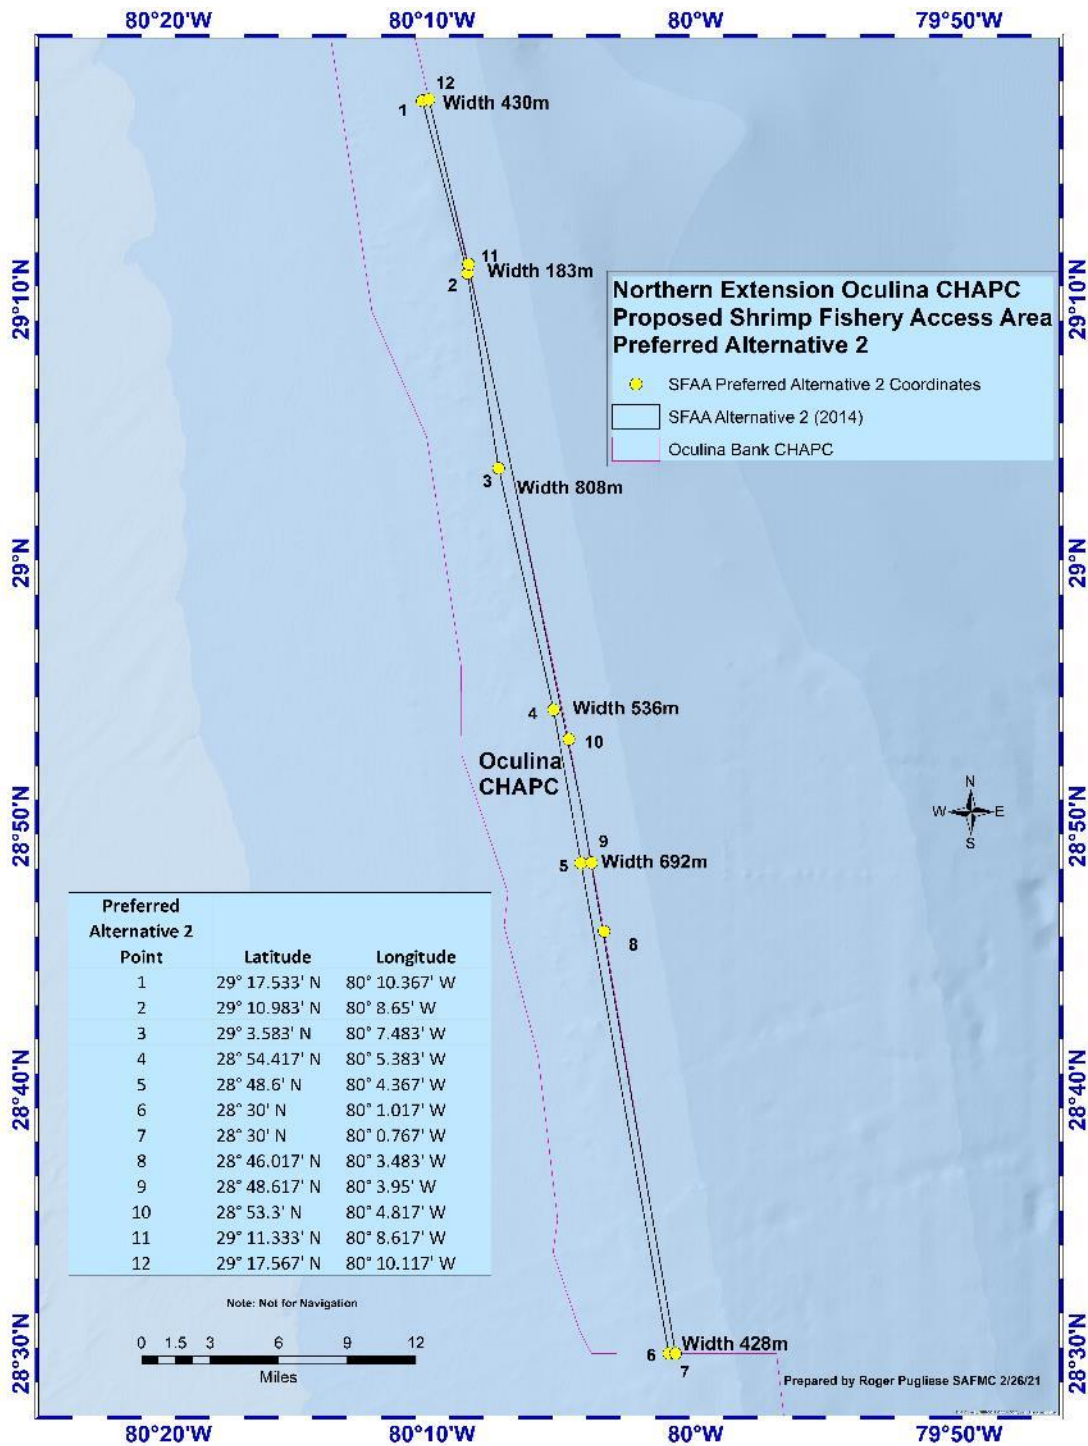 80°20'W 80°10'W 80°W 79°50'W
12
1 Width 430m
11
Width 183m
2
29°10'N 29°10'N
Northern Extension Oculina CHAPC
Proposed Shrimp Fishery Access Area
Preferred Alternative 2
SFAA Preferred Alternative 2 Coordinates
SFAA Alternative 2 (2014)
Oculina Bank CHAPC
3 Width 808m
29°N 29°N
4 Width 536m
10
Oculina
CHAPC
N
W E
S
28°50'N 28°50'N
9
5 Width 692m
8
Preferred
Alternative 2
Point Latitude Longitude
1 29° 17.533' N 80° 10.367' W
2 29° 10.983' N 80° 8.65' W
3 29° 3.583' N 80° 7.483' W
4 28° 54.417' N 80° 5.383' W
5 28° 48.6' N 80° 4.367' W
6 28° 30' N 80° 1.017' W
7 28° 30' N 80° 0.767' W
8 28° 46.017' N 80° 3.483' W
9 28° 48.617' N 80° 3.95' W
10 28° 53.3' N 80° 4.817' W
11 29° 11.333' N 80° 8.617' W
12 29° 17.567' N 80° 10.117' W
28°40'N 28°40'N
Note: Not for Navigation
0 1.5 3 6 9 12
Miles
28°30'N 28°30'N
Width 428m
6
7
Prepared by Roger Pugliese SAFMC 2/26/21
80°20'W 80°10'W 80°W 79°50'W